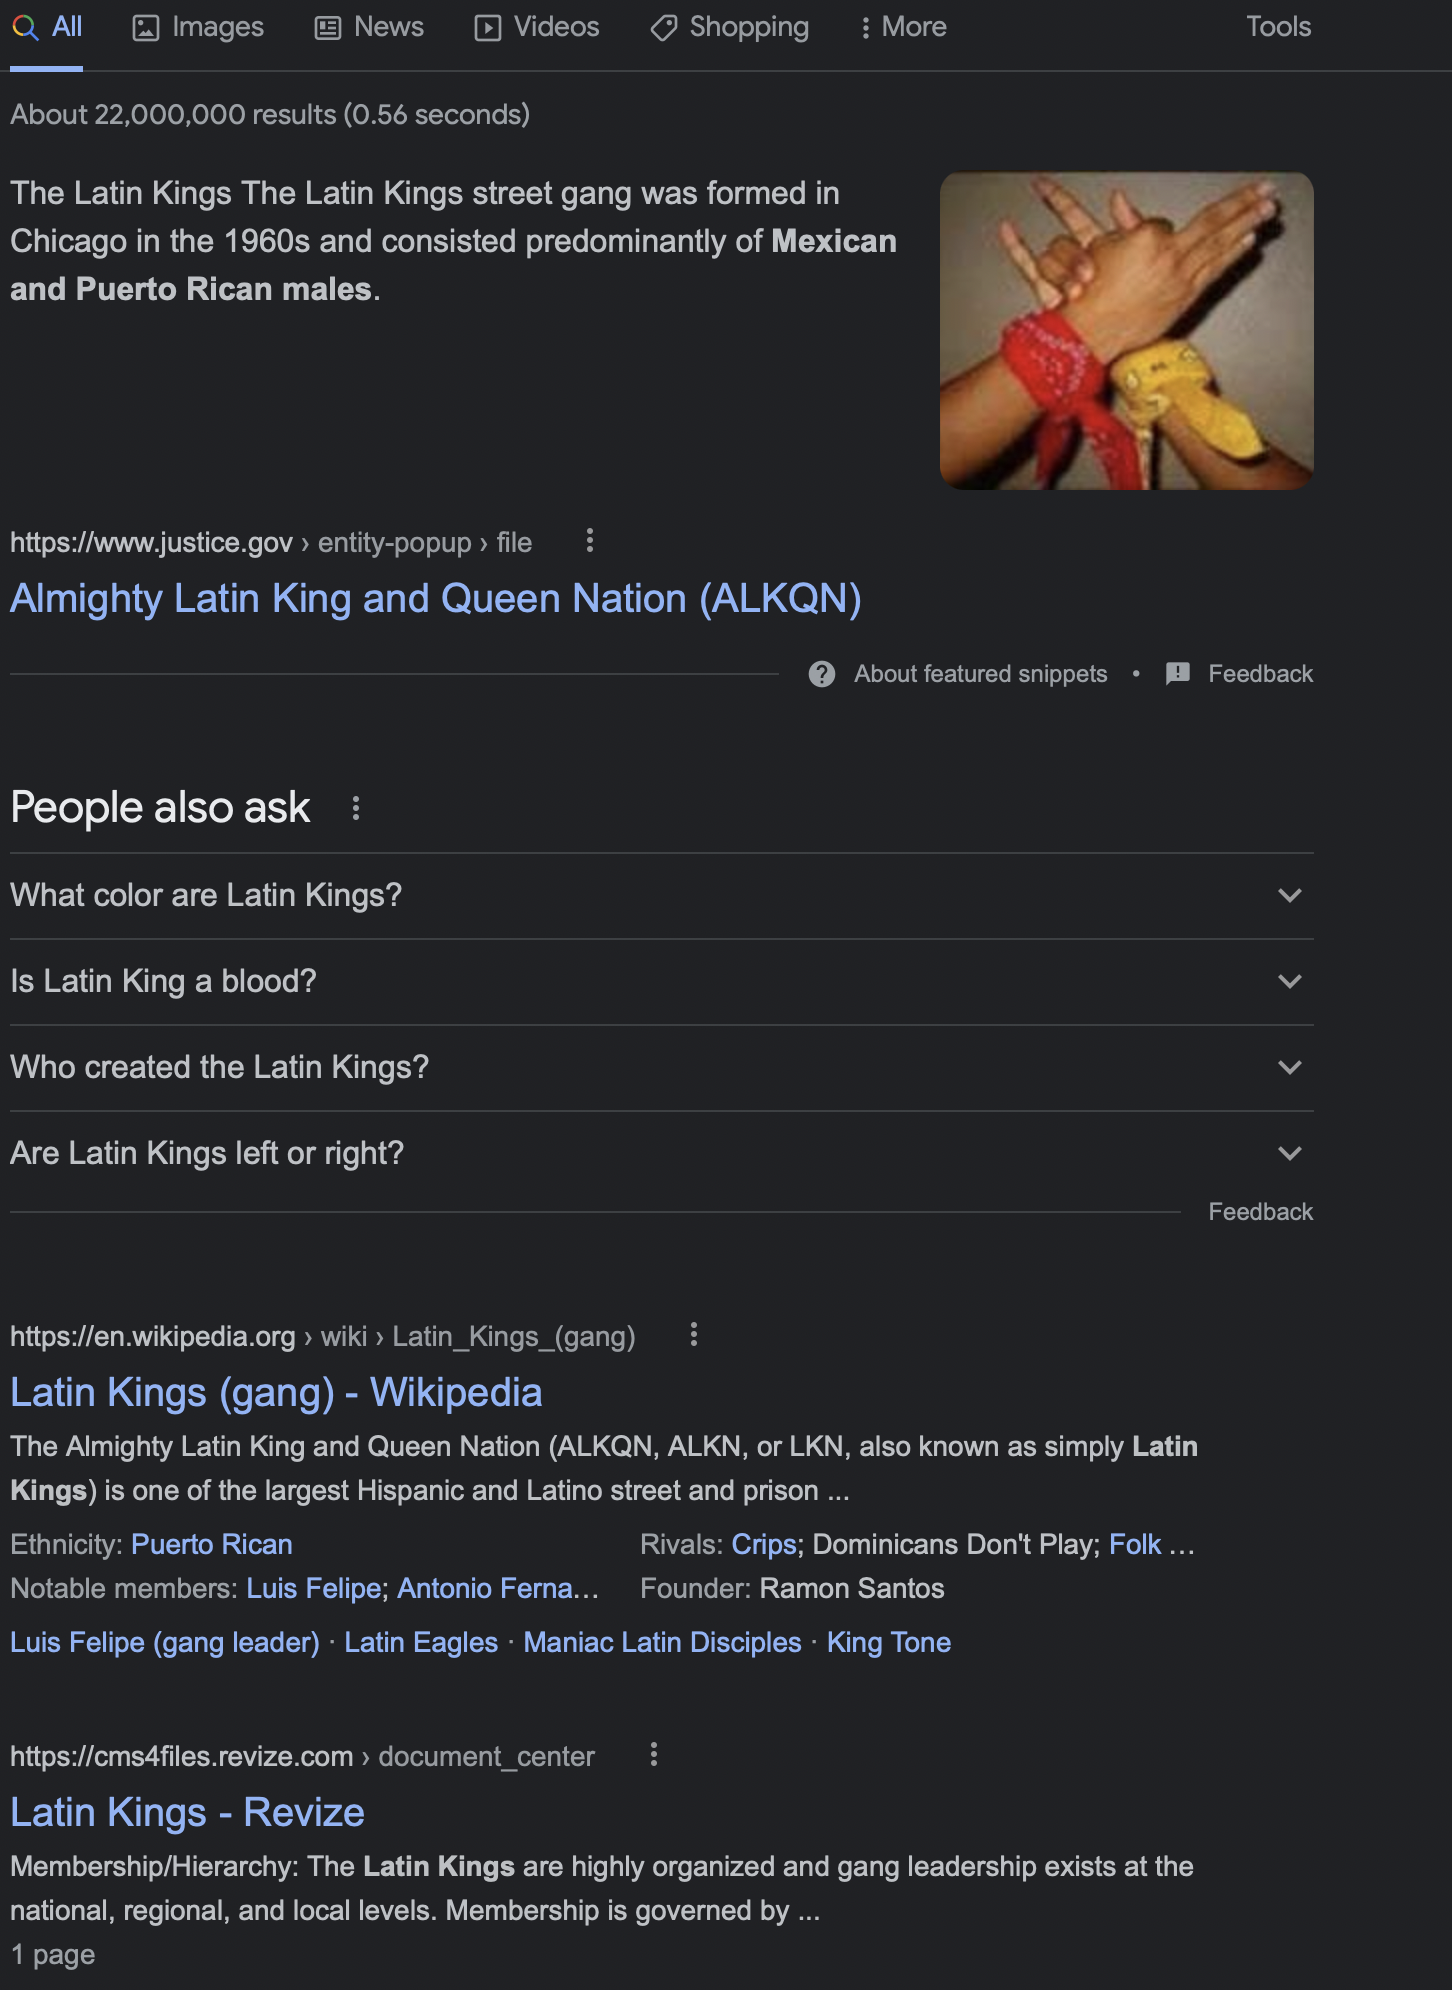 All Images News Videos Shopping More Tools
About 22,000,000 results (0.56 seconds)
The Latin Kings The Latin Kings street gang was formed in
Chicago in the 1960s and consisted predominantly of Mexican
and Puerto Rican males.
https://www.justice.gov › entity-popup › file
Almighty Latin King and Queen Nation (ALKQN)
About featured snippets • Feedback
People also ask
What color are Latin Kings?
Is Latin King a blood?
Who created the Latin Kings?
Are Latin Kings left or right?
Feedback
https://en.wikipedia.org › wiki › Latin_Kings_(gang)
Latin Kings (gang) - Wikipedia
The Almighty Latin King and Queen Nation (ALKQN, ALKN, or LKN, also known as simply Latin
Kings) is one of the largest Hispanic and Latino street and prison ...
Ethnicity: Puerto Rican Rivals: Crips; Dominicans Don't Play; Folk ...
Notable members: Luis Felipe; Antonio Ferna... Founder: Ramon Santos
Luis Felipe (gang leader) · Latin Eagles · Maniac Latin Disciples · King Tone
https://cms4files.revize.com › document_center
Latin Kings - Revize
Membership/Hierarchy: The Latin Kings are highly organized and gang leadership exists at the
national, regional, and local levels. Membership is governed by ...
1 page